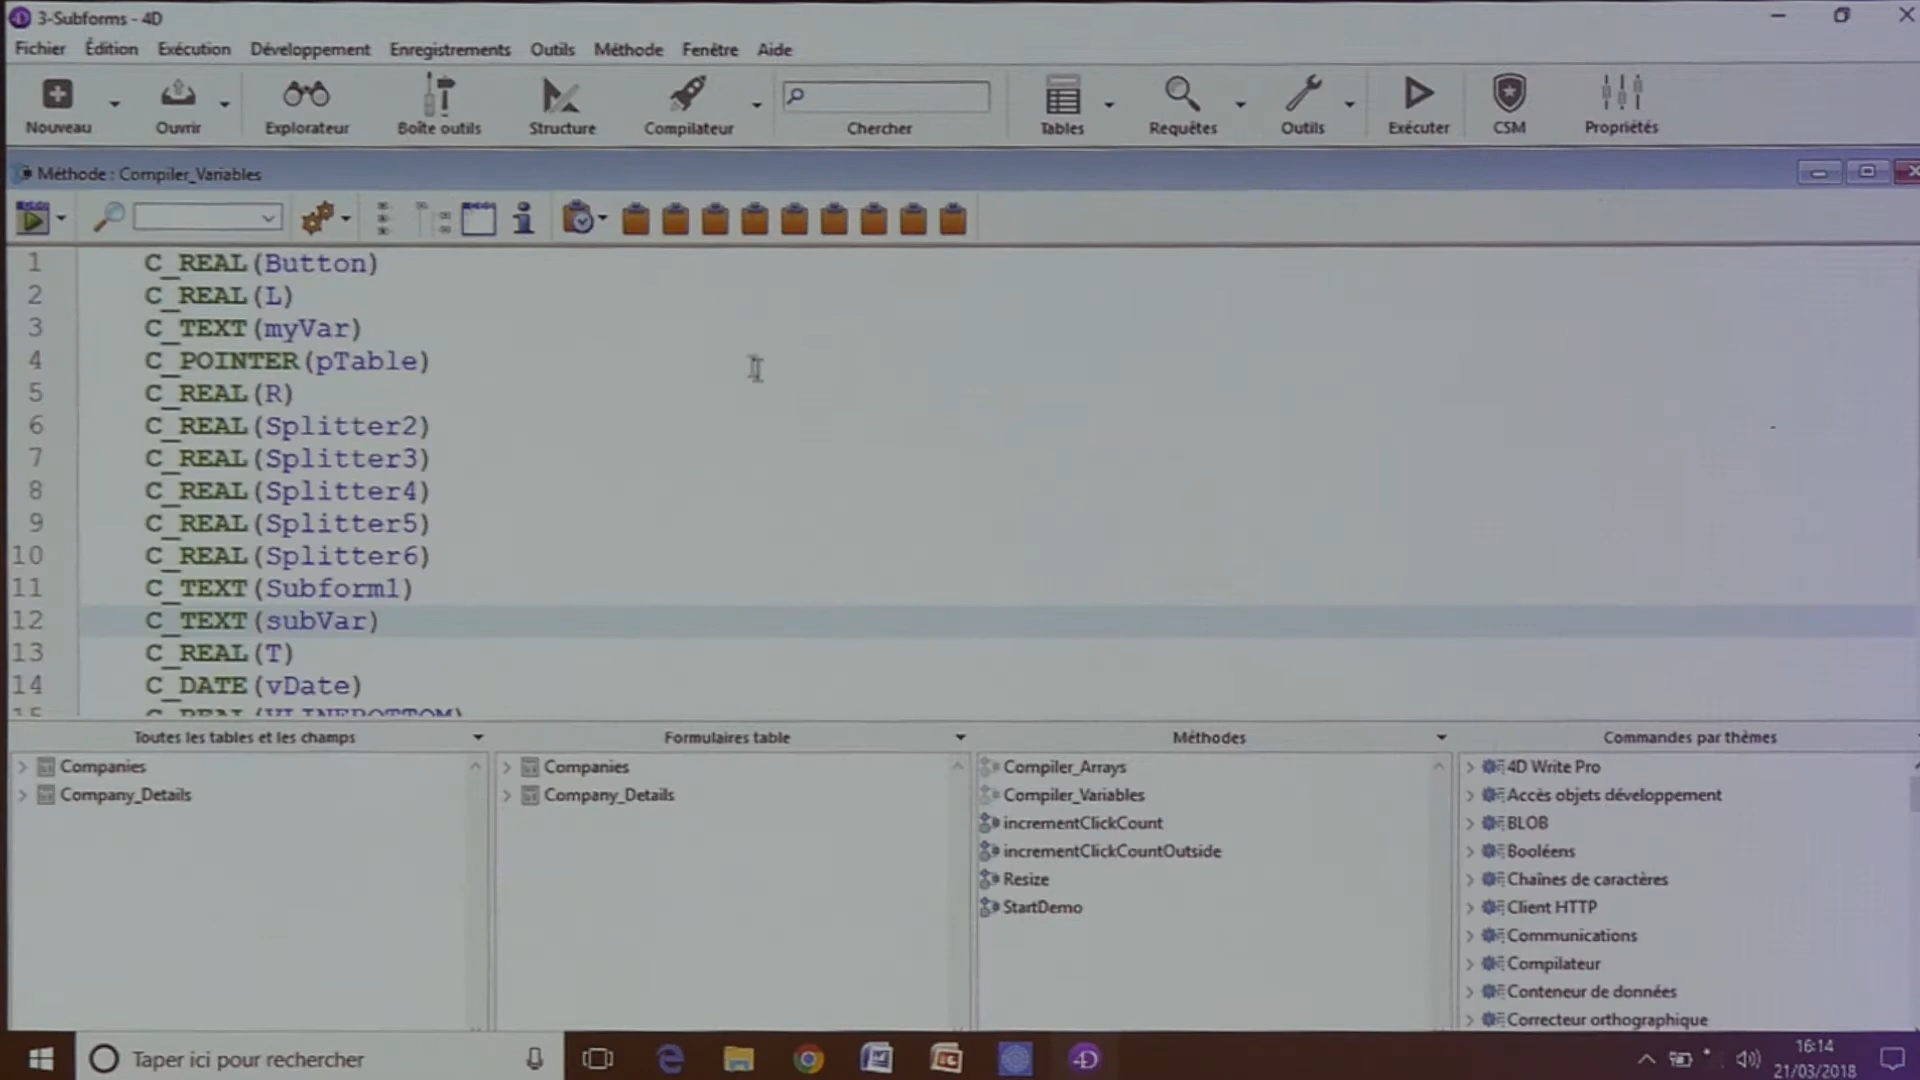 3-Subforms - 4D
Fichier Édition Exécution Développement Enregistrements Outils Méthode Fenêtre Aide
Nouveau Ouvrir Explorateur Boîte outils Structure Compilateur Chercher Tables Requêtes Outils Exécuter CSM Propriétés
Méthode : Compiler_Variables
1 C_REAL(Button)
2 C_REAL(L)
3 C_TEXT(myVar)
4 C_POINTER(pTable)
5 C_REAL(R)
6 C_REAL(Splitter2)
7 C_REAL(Splitter3)
8 C_REAL(Splitter4)
9 C_REAL(Splitter5)
10 C_REAL(Splitter6)
11 C_TEXT(Subform1)
12 C_TEXT(subVar)
13 C_REAL(T)
14 C_DATE(vDate)
15 C_REAL(VLINEBOTTOM)
Toutes les tables et les champs
Companies
Company_Details
Formulaires table
Companies
Company_Details
Méthodes
Compiler_Arrays
Compiler_Variables
incrementClickCount
incrementClickCountOutside
Resize
StartDemo
Commandes par thèmes
4D Write Pro
Accès objets développement
BLOB
Booléens
Chaînes de caractères
Client HTTP
Communications
Compilateur
Conteneur de données
Correcteur orthographique
Taper ici pour rechercher
4D
16:14
21/03/2018